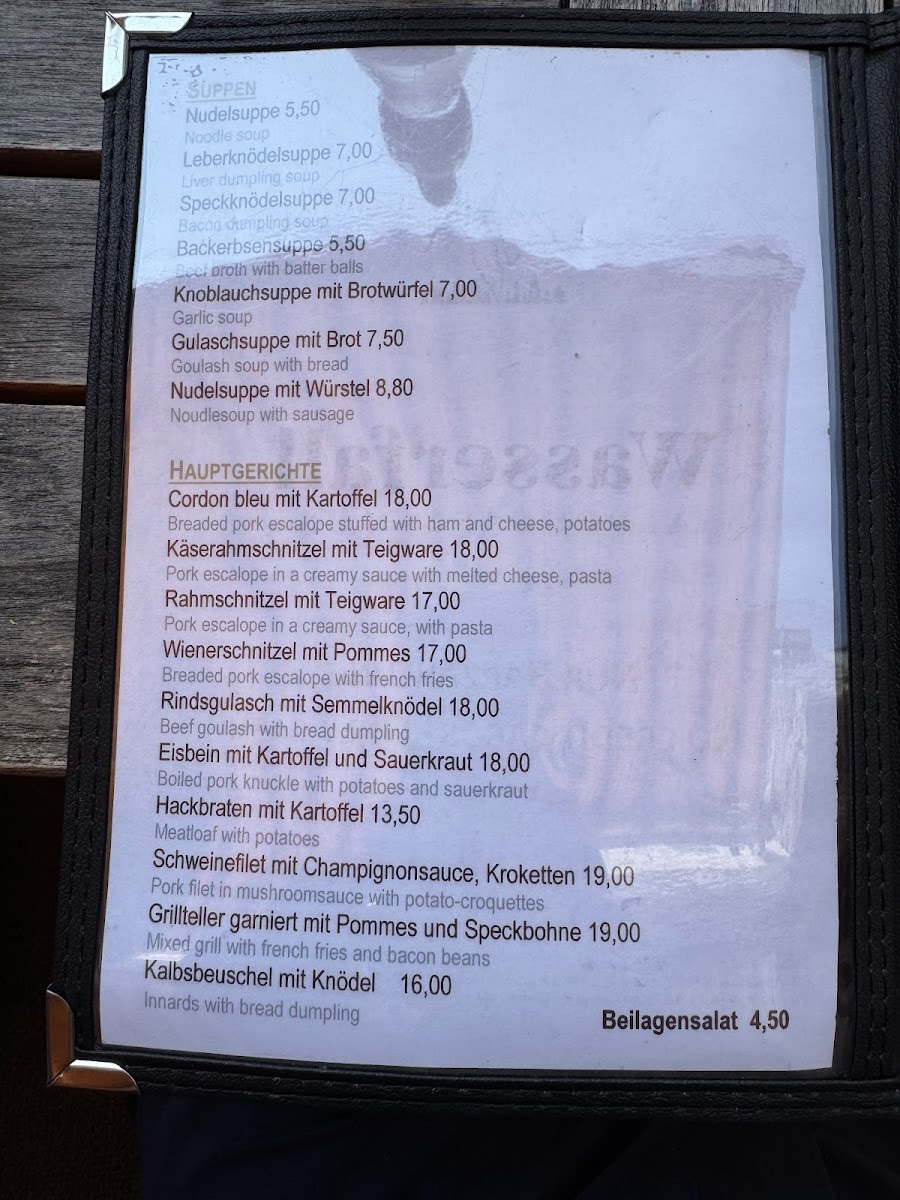 SUPPEN
Nudelsuppe 5,50
Noodle soup
Leberknödelsuppe 7,00
Liver dumpling soup
Speckknödelsuppe 7,00
Bacon dumpling soup
Backerbsensuppe 5,50
Beef broth with batter balls
Knoblauchsuppe mit Brotwürfel 7,00
Garlic soup
Gulaschsuppe mit Brot 7,50
Goulash soup with bread
Nudelsuppe mit Würstel 8,80
Noudlesoup with sausage
HAUPTGERICHTE
Cordon bleu mit Kartoffel 18,00
Breaded pork escalope stuffed with ham and cheese, potatoes
Käserahmschnitzel mit Teigware 18,00
Pork escalope in a creamy sauce with melted cheese, pasta
Rahmschnitzel mit Teigware 17,00
Pork escalope in a creamy sauce, with pasta
Wienerschnitzel mit Pommes 17,00
Breaded pork escalope with french fries
Rindsgulasch mit Semmelknödel 18,00
Beef goulash with bread dumpling
Eisbein mit Kartoffel und Sauerkraut 18,00
Boiled pork knuckle with potatoes and sauerkraut
Hackbraten mit Kartoffel 13,50
Meatloaf with potatoes
Schweinefilet mit Champignonsauce, Kroketten 19,00
Pork filet in mushroomsauce with potato-croquettes
Grillteller garniert mit Pommes und Speckbohne 19,00
Mixed grill with french fries and bacon beans
Kalbsbeuschel mit Knödel 16,00
Innards with bread dumpling
Beilagensalat 4,50
Wasserfall